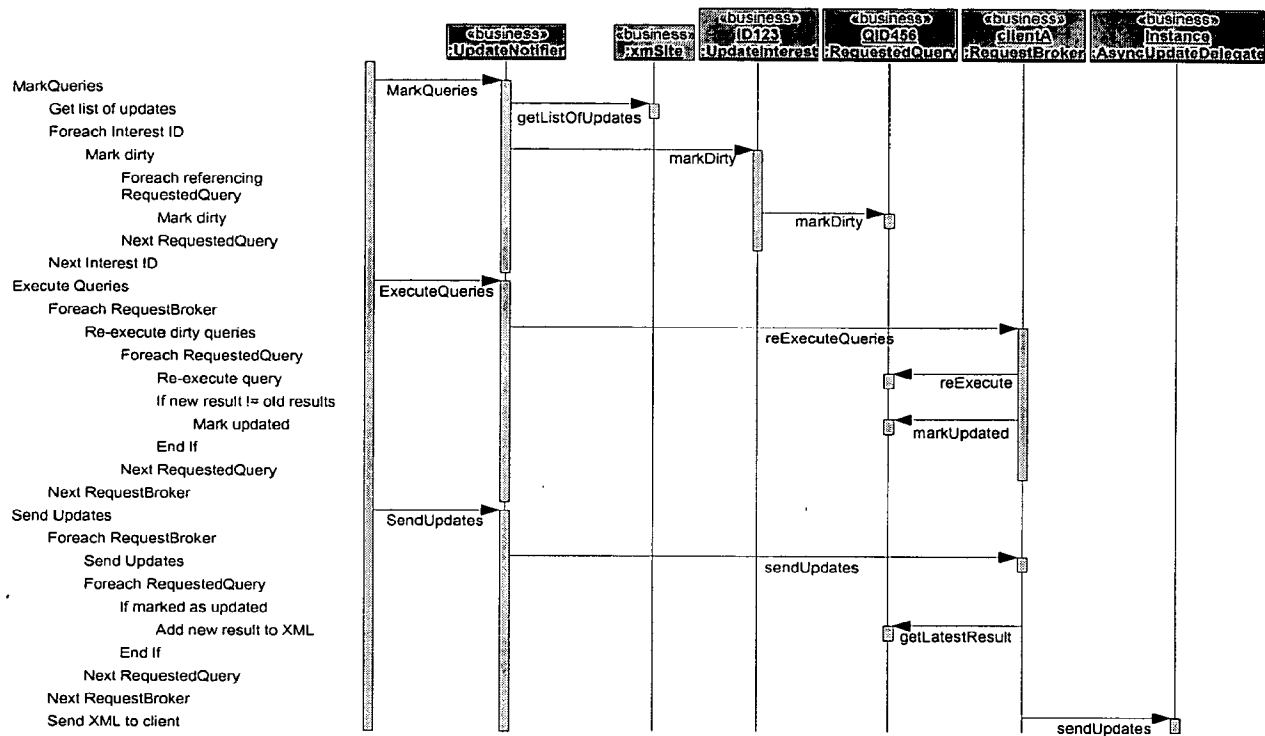 «business»
:UpdateNotifier
«business»
:xmSite
«business»
ID123
:UpdateInterest
«business»
QID456
:RequestedQuery
«business»
clientA
:RequestBroker
«business»
Instance
:AsyncUpdateDelegate
MarkQueries
MarkQueries
Get list of updates
getListOfUpdates
Foreach Interest ID
Mark dirty
markDirty
Foreach referencing
RequestedQuery
Mark dirty
markDirty
Next RequestedQuery
Next Interest ID
Execute Queries
ExecuteQueries
Foreach RequestBroker
Re-execute dirty queries
reExecuteQueries
Foreach RequestedQuery
Re-execute query
reExecute
If new result != old results
Mark updated
markUpdated
End If
Next RequestedQuery
Next RequestBroker
Send Updates
SendUpdates
Foreach RequestBroker
Send Updates
sendUpdates
Foreach RequestedQuery
If marked as updated
Add new result to XML
getLatestResult
End If
Next RequestedQuery
Next RequestBroker
Send XML to client
sendUpdates